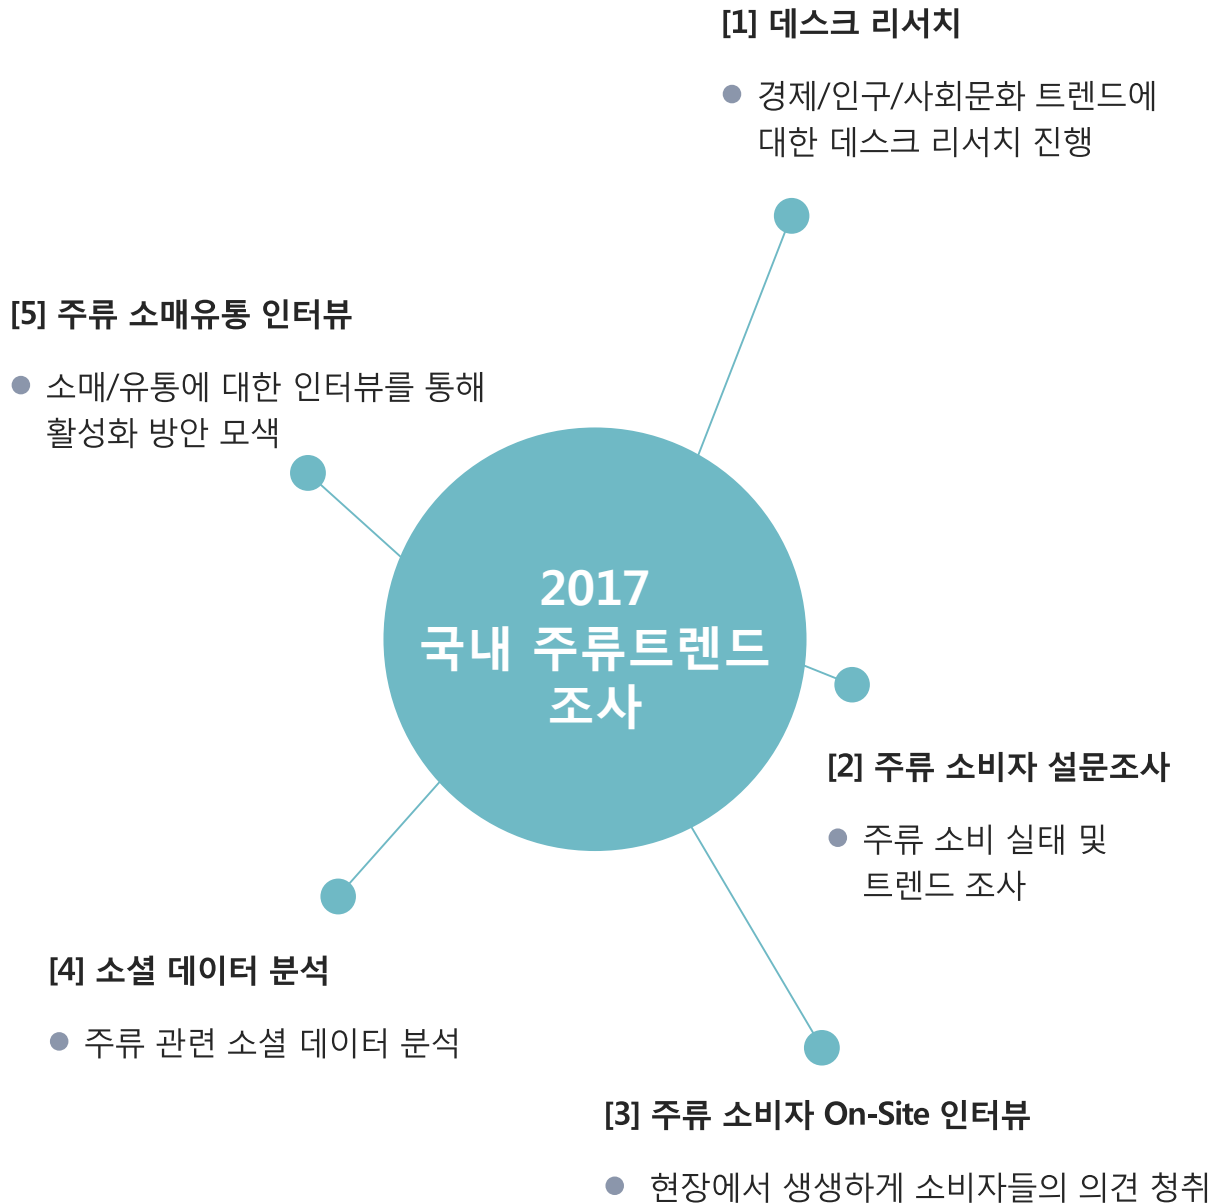 [1] 데스크 리서치
경제/인구/사회문화 트렌드에
대한 데스크 리서치 진행
[5] 주류 소매유통 인터뷰
소매/유통에 대한 인터뷰를 통해
활성화 방안 모색
2017
국내 주류트렌드
조사
[2] 주류 소비자 설문조사
주류 소비 실태 및
트렌드 조사
[4] 소셜 데이터 분석
주류 관련 소셜 데이터 분석
[3] 주류 소비자 On-Site 인터뷰
현장에서 생생하게 소비자들의 의견 청취